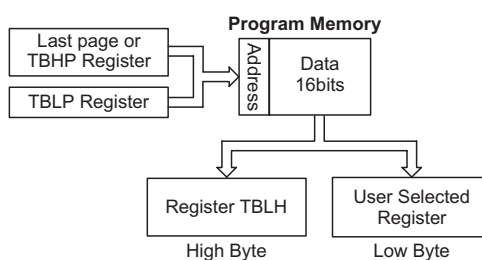 Program Memory
Last page or
TBHP Register
TBLP Register
Address
Data
16bits
Register TBLH
User Selected
Register
High Byte
Low Byte